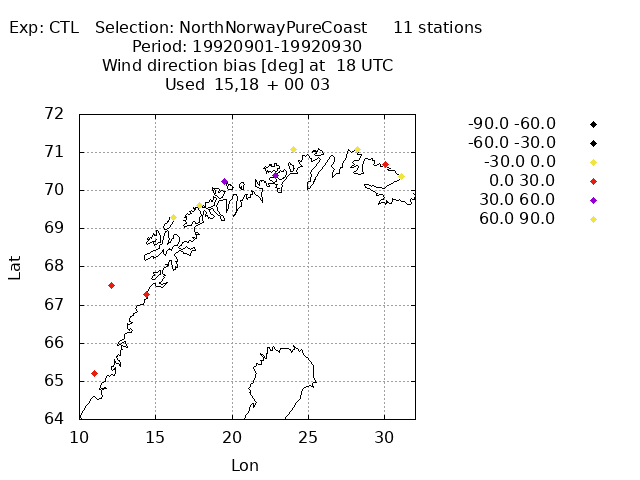 Exp: CTL   Selection: NorthNorwayPureCoast     11 stations
Period: 19920901-19920930
Wind direction bias [deg] at  18 UTC
Used  15,18 + 00 03
72
71
70
69
68
67
66
65
64
10 15 20 25 30
Lat
Lon
-90.0 -60.0
-60.0 -30.0
-30.0 0.0
0.0 30.0
30.0 60.0
60.0 90.0